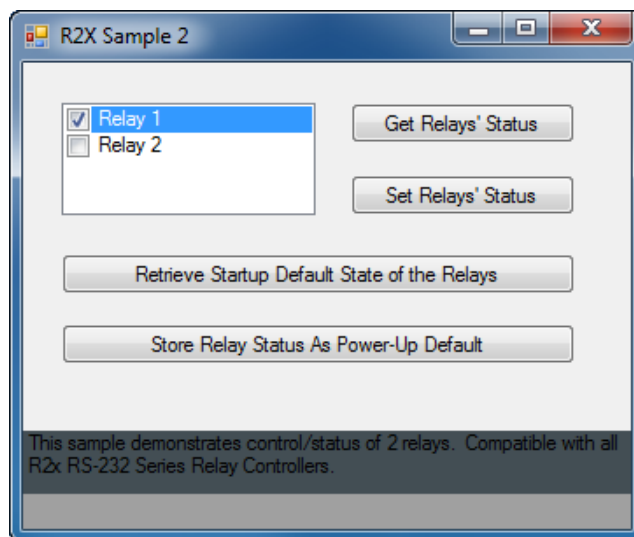 R2X Sample 2
Relay 1
Relay 2
Get Relays' Status
Set Relays' Status
Retrieve Startup Default State of the Relays
Store Relay Status As Power-Up Default
This sample demonstrates control/status of 2 relays.  Compatible with all
R2x RS-232 Series Relay Controllers.